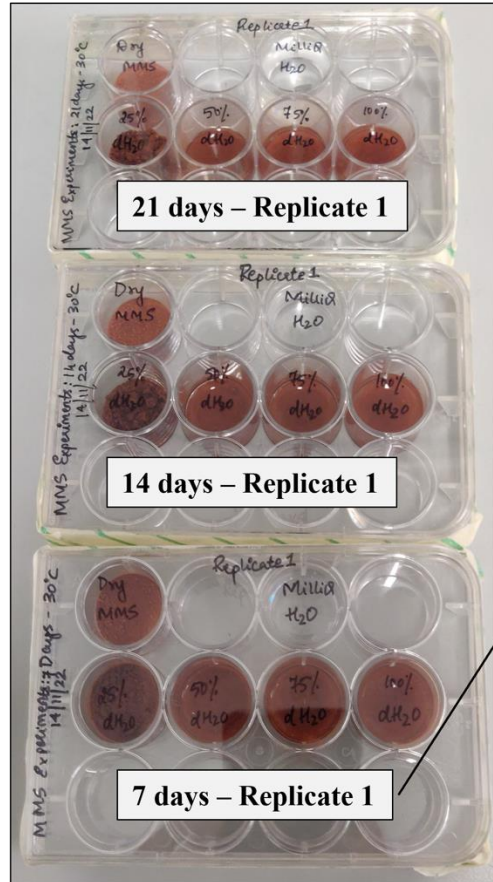 Replicate 1
MMS Experiments: 21days - 30°C
14/11/22
Dry
MMS
MilliQ
H2O
25%
dH2O
50%
dH2O
75%
dH2O
100%
dH2O
21 days – Replicate 1
Replicate 1
MMS Experiments: 14 days - 30°C
14/11/22
Dry
MMS
MilliQ
H2O
25%
dH2O
50%
dH2O
75%
dH2O
100%
dH2O
14 days – Replicate 1
Replicate 1
MMS Experiments: 7 Days - 30°C
14/11/22
Dry
MMS
MilliQ
H2O
25%
dH2O
50%
dH2O
75%
dH2O
100%
dH2O
7 days – Replicate 1